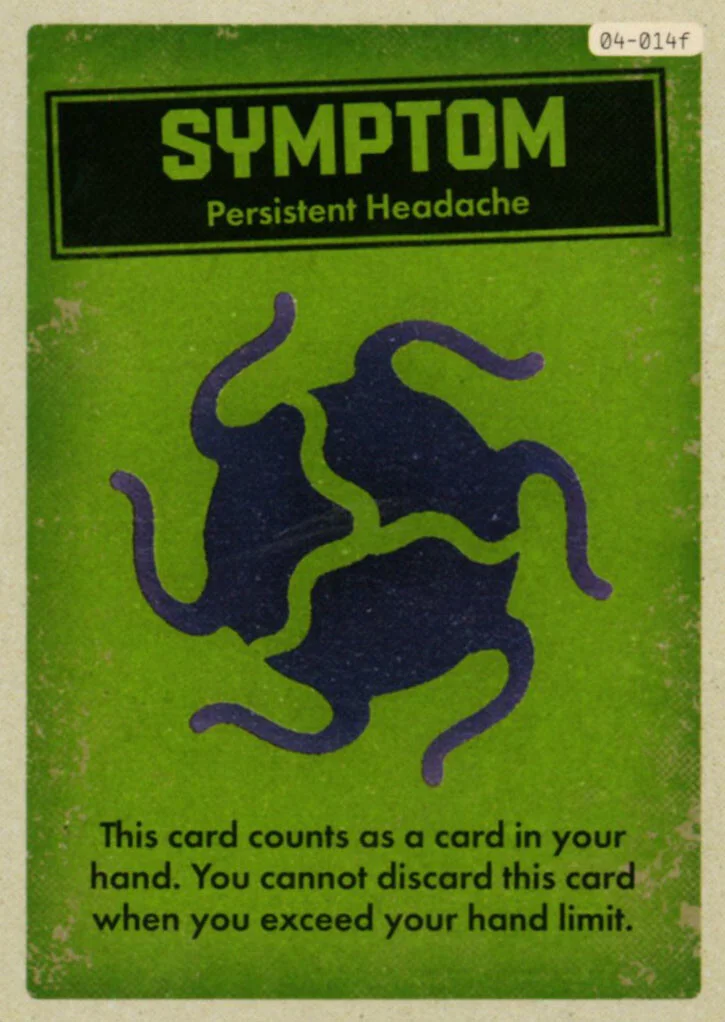 04-014f
SYMPTOM
Persistent Headache
This card counts as a card in your
hand. You cannot discard this card
when you exceed your hand limit.